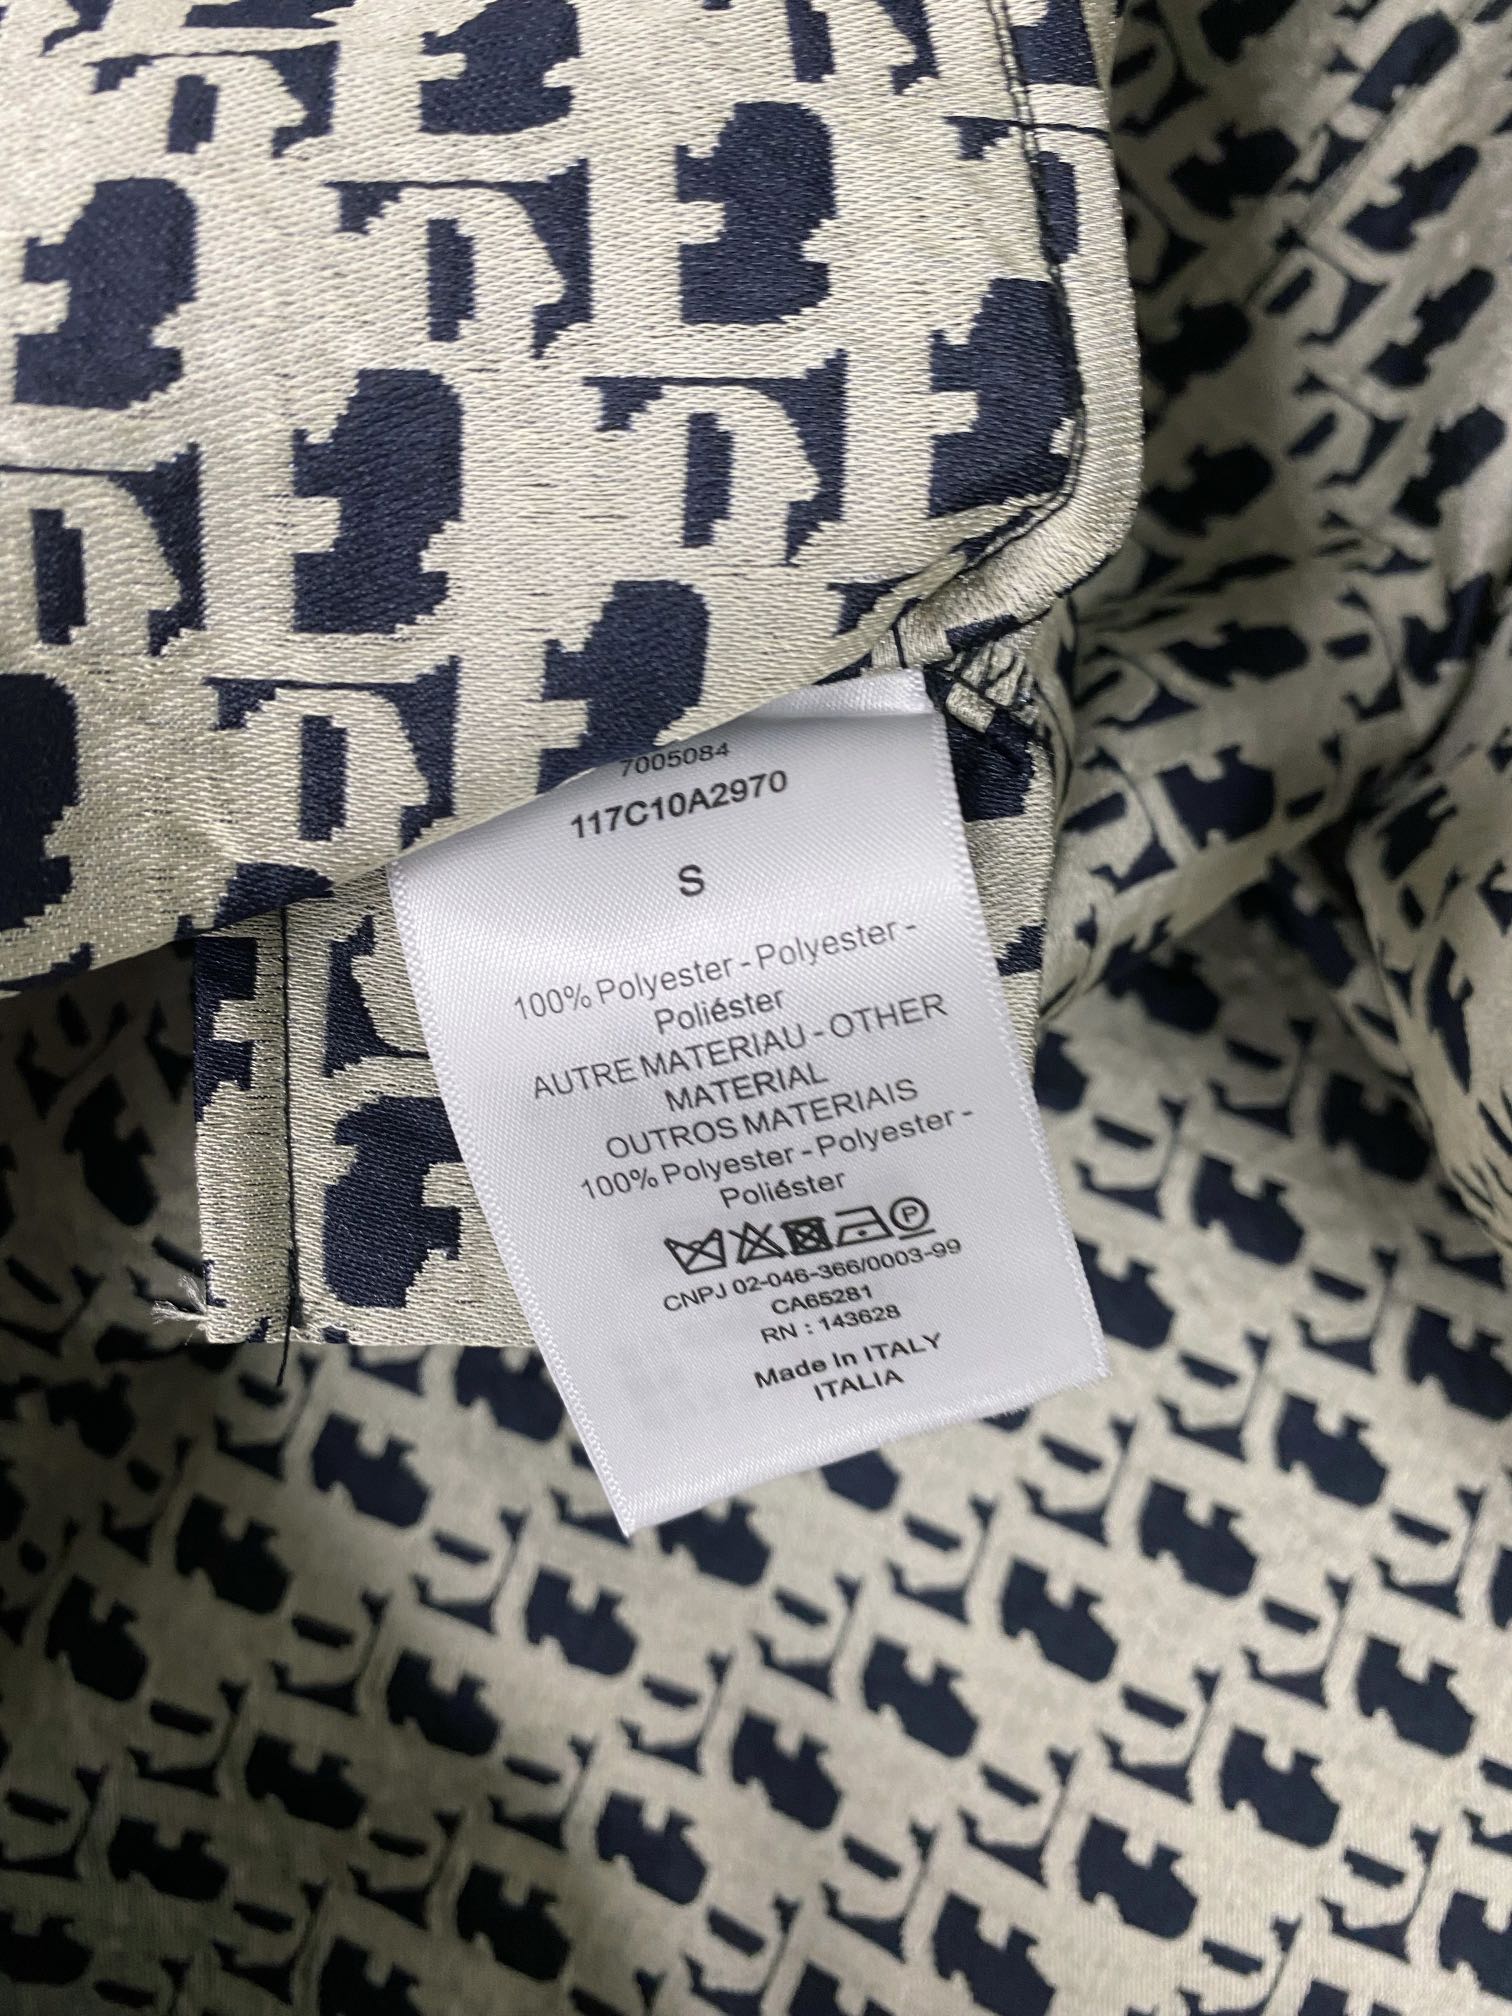 7005084
117C10A2970
S
100% Polyester - Polyester -
Poliéster
AUTRE MATERIAU - OTHER
MATERIAL
OUTROS MATERIAIS
100% Polyester - Polyester -
Poliéster
P
CNPJ 02-046-366/0003-99
CA65281
RN : 143628
Made in ITALY
ITALIA